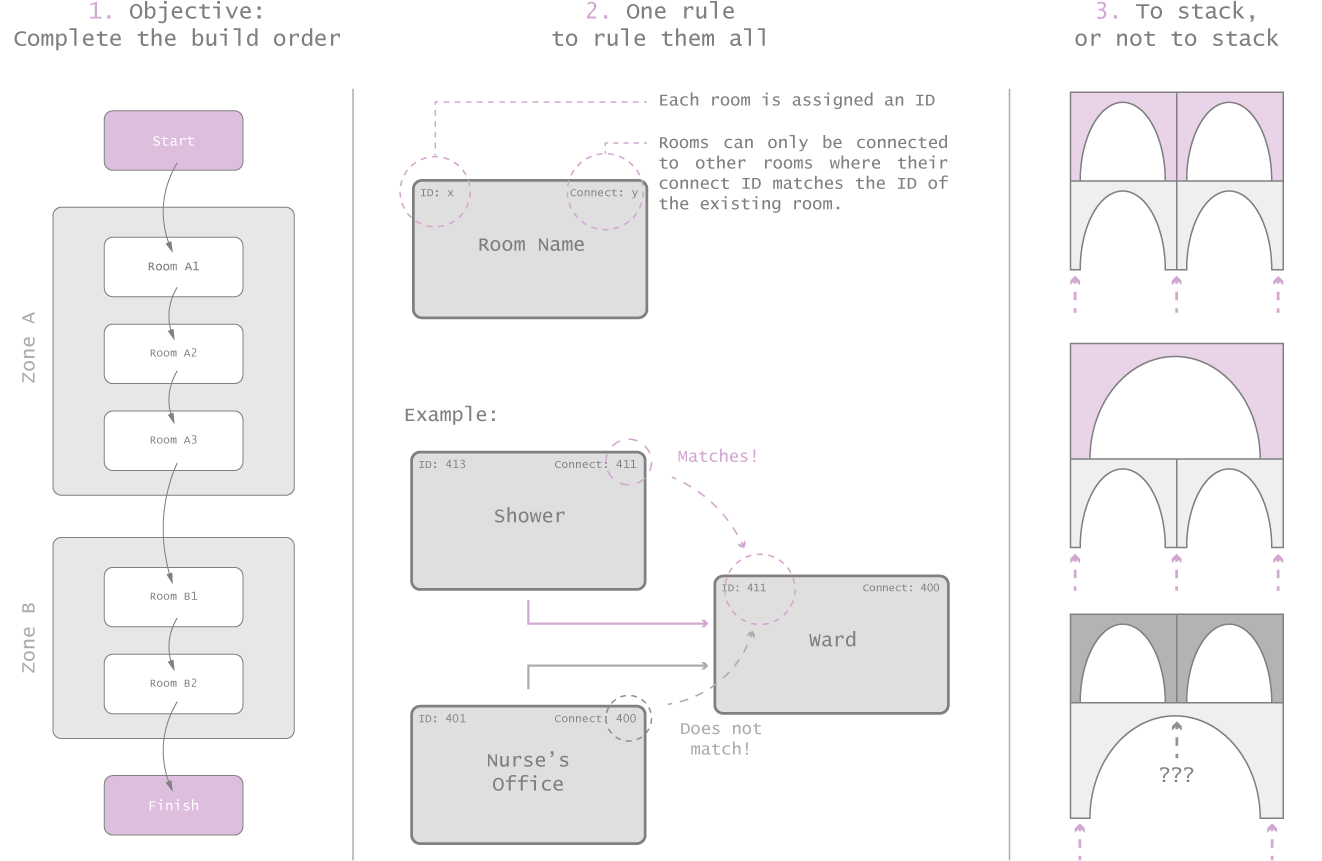 1. Objective:
Complete the build order
Start
Zone A
Room A1
Room A2
Room A3
Zone B
Room B1
Room B2
Finish
2. One rule
to rule them all
Each room is assigned an ID
Rooms can only be connected
to other rooms where their
connect ID matches the ID of
the existing room.
ID: x
Connect: y
Room Name
Example:
ID: 413
Connect: 411
Shower
Matches!
ID: 411
Connect: 400
Ward
ID: 401
Connect: 400
Nurse’s
Office
Does not
match!
3. To stack,
or not to stack
???